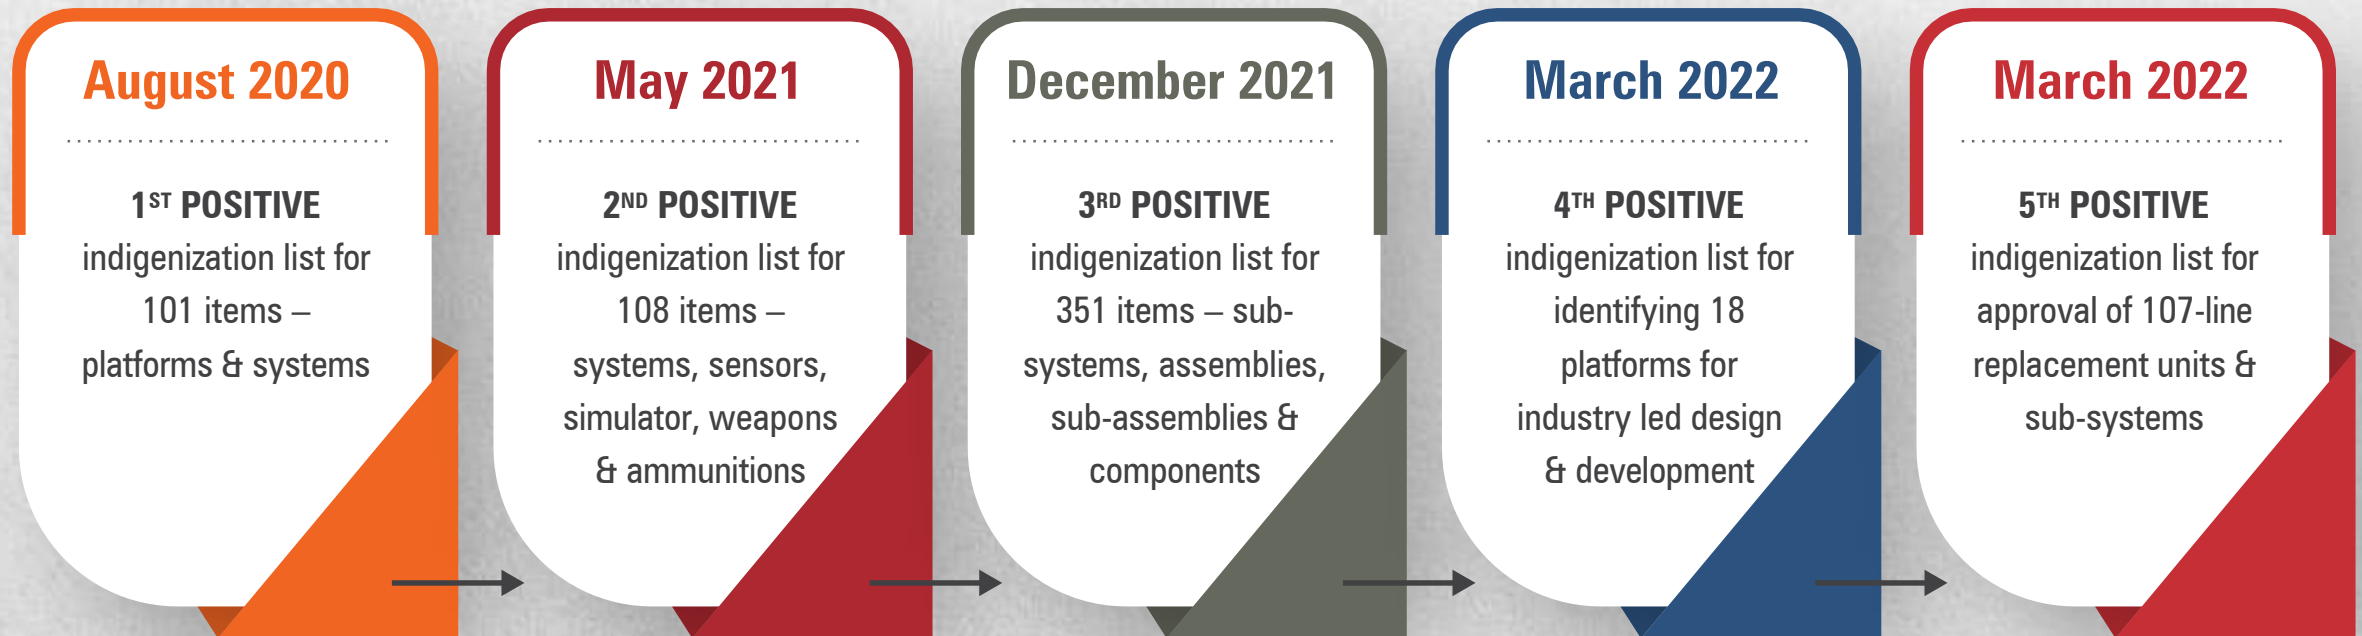 August 2020
1ST POSITIVE
indigenization list for
101 items –
platforms & systems
May 2021
2ND POSITIVE
indigenization list for
108 items –
systems, sensors,
simulator, weapons
& ammunitions
December 2021
3RD POSITIVE
indigenization list for
351 items – sub-
systems, assemblies,
sub-assemblies &
components
March 2022
4TH POSITIVE
indigenization list for
identifying 18
platforms for
industry led design
& development
March 2022
5TH POSITIVE
indigenization list for
approval of 107-line
replacement units &
sub-systems